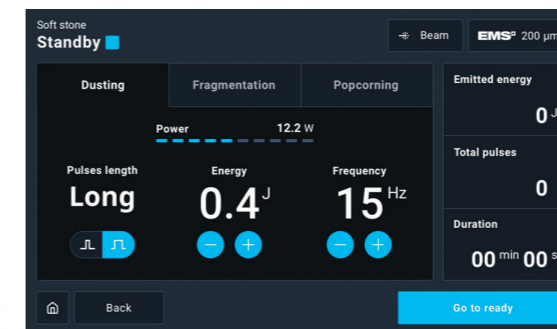 Soft stone
Standby
Beam
EMS 200 µm
Dusting
Fragmentation
Popcorning
Power 12.2 W
Pulses length
Long
Energy
0.4 J
Frequency
15 Hz
Emitted energy
0 J
Total pulses
0
Duration
00 min 00 s
Back
Go to ready